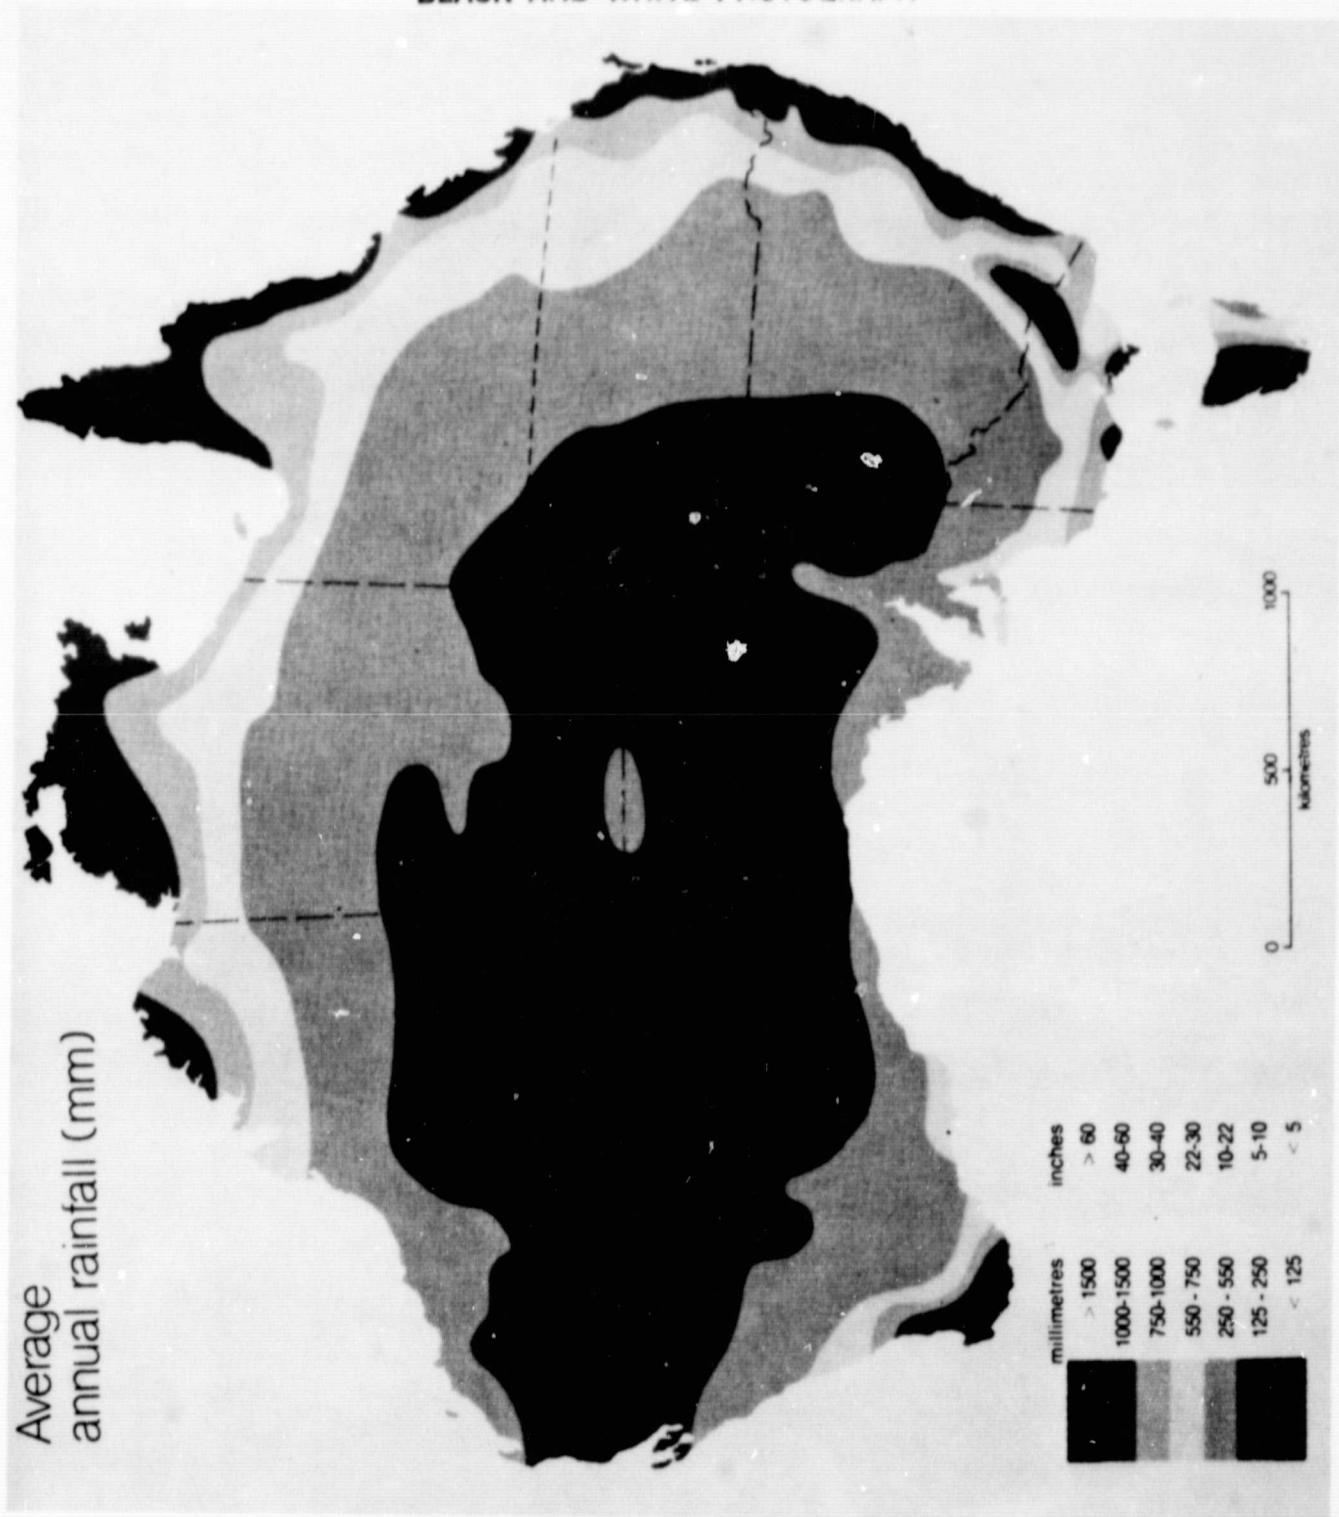 Average
annual rainfall (mm)
millimetres inches
> 1500 > 60
1000-1500 40-60
750-1000 30-40
550 - 750 22-30
250 - 550 10-22
125 - 250 5-10
< 125 < 5
0 500 1000
kilometres